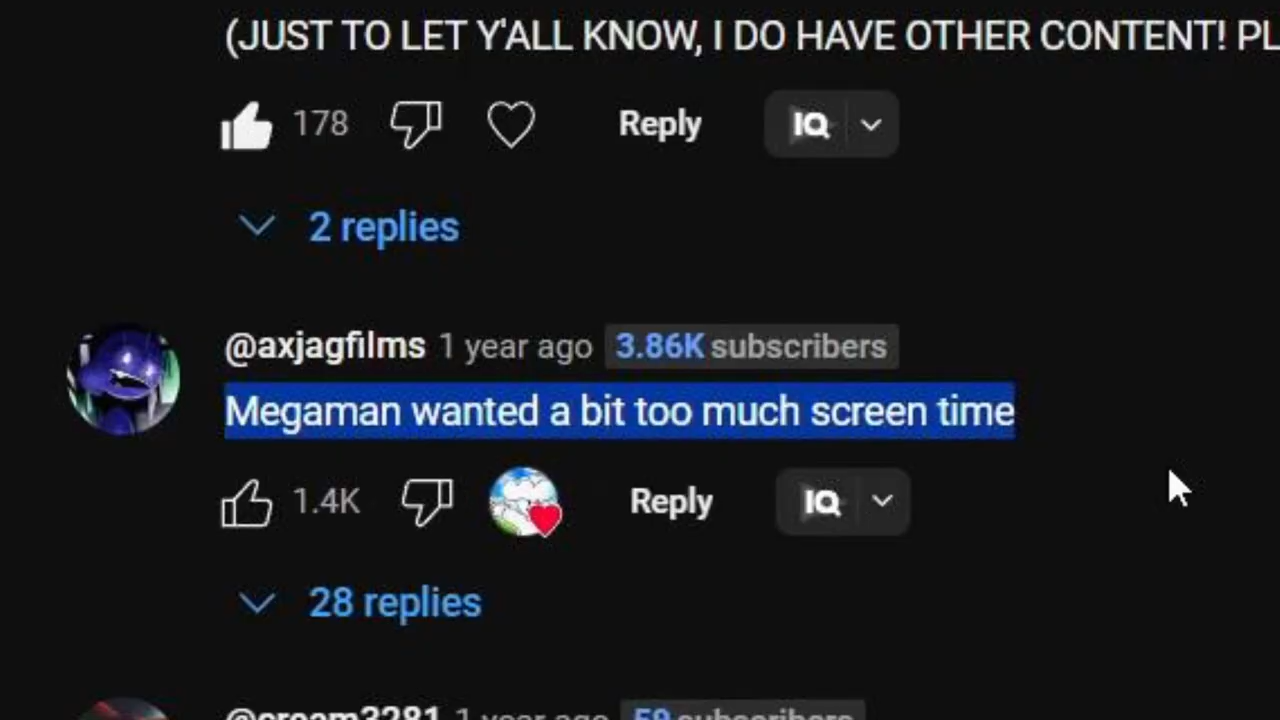 (JUST TO LET Y'ALL KNOW, I DO HAVE OTHER CONTENT! PL
178 Reply IQ
2 replies
@axjagfilms 1 year ago 3.86K subscribers
Megaman wanted a bit too much screen time
1.4K Reply IQ
28 replies
@cream3281 1 year ago 59 subscribers